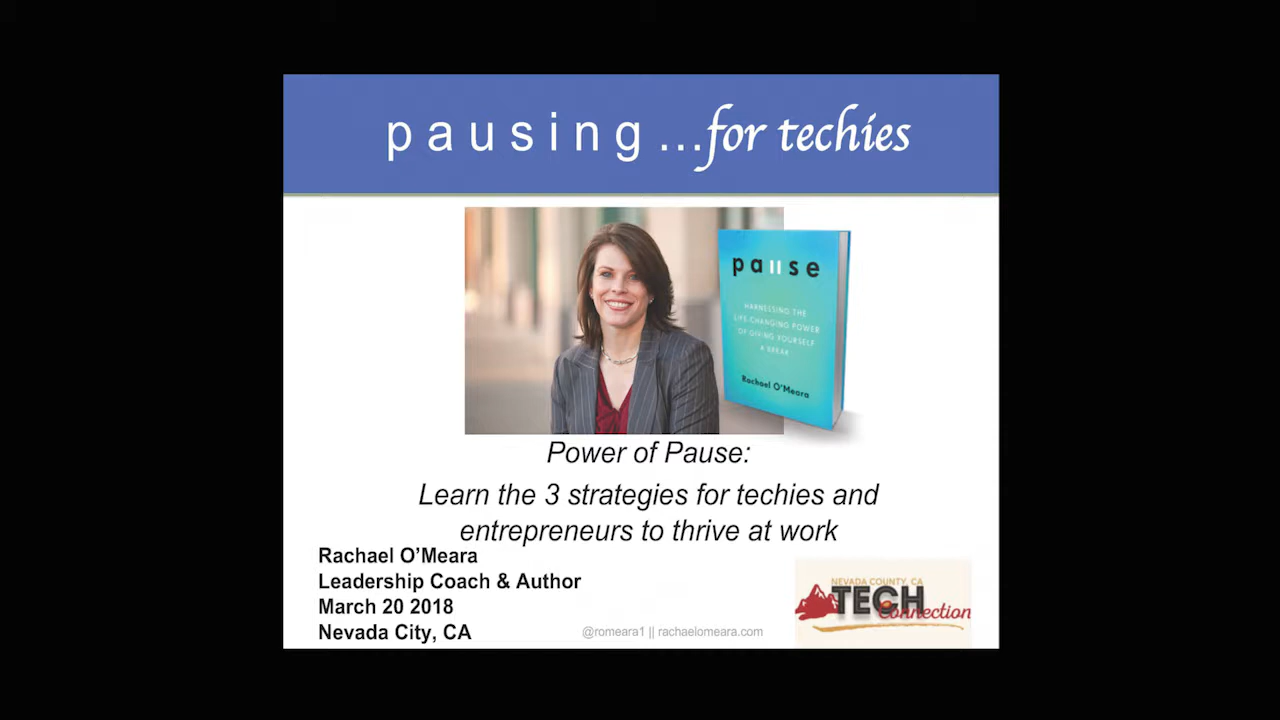 pausing ...for techies
pause
HARNESSING THE
LIFE-CHANGING POWER
OF GIVING YOURSELF
A BREAK
Rachael O'Meara
Power of Pause:
Learn the 3 strategies for techies and
entrepreneurs to thrive at work
Rachael O’Meara
Leadership Coach & Author
March 20 2018
Nevada City, CA
@romeara1 || rachaelomeara.com
NEVADA COUNTY, CA
TECH
Connection